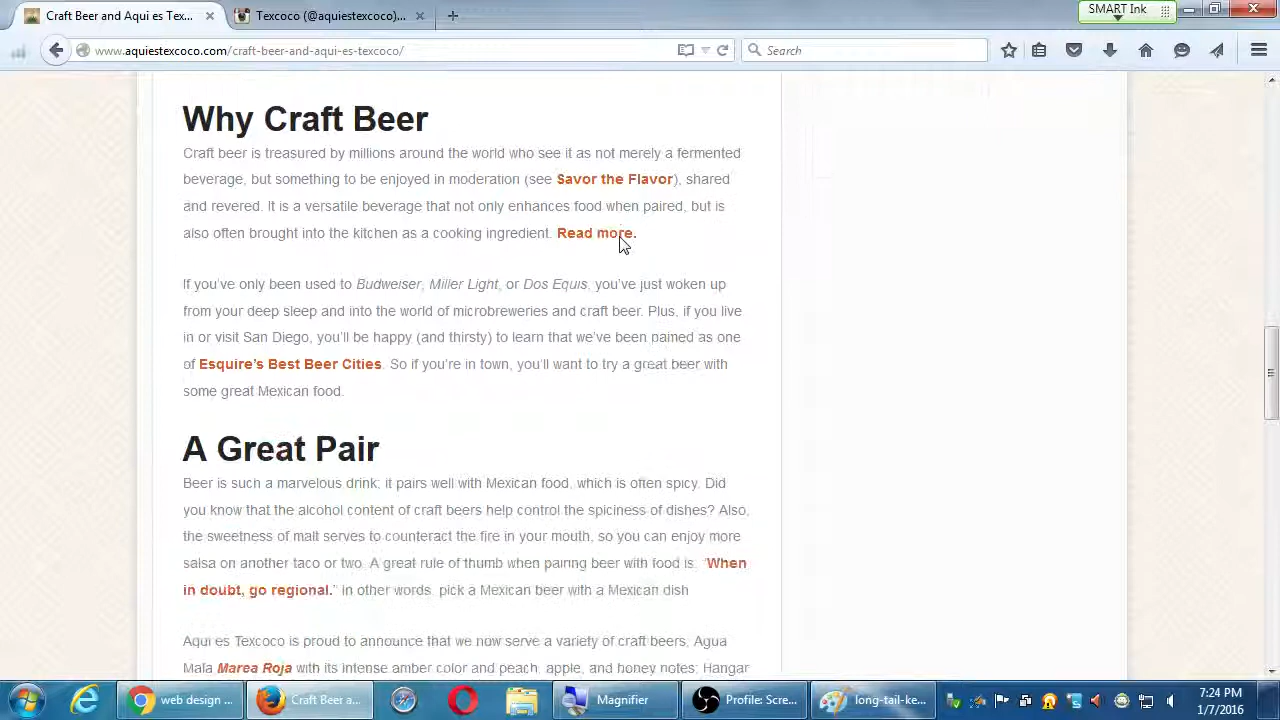 Craft Beer and Aqui es Tex...
Texcoco (@aquiestexcoco)...
SMART Ink
www.aquiestexcoco.com/craft-beer-and-aqui-es-texcoco/
Search
Why Craft Beer
Craft beer is treasured by millions around the world who see it as not merely a fermented
beverage, but something to be enjoyed in moderation (see Savor the Flavor), shared
and revered. It is a versatile beverage that not only enhances food when paired, but is
also often brought into the kitchen as a cooking ingredient. Read more.
If you've only been used to Budweiser, Miller Light, or Dos Equis, you've just woken up
from your deep sleep and into the world of microbreweries and craft beer. Plus, if you live
in or visit San Diego, you'll be happy (and thirsty) to learn that we've been named as one
of Esquire's Best Beer Cities. So if you're in town, you'll want to try a great beer with
some great Mexican food.
A Great Pair
Beer is such a marvelous drink; it pairs well with Mexican food, which is often spicy. Did
you know that the alcohol content of craft beers help control the spiciness of dishes? Also,
the sweetness of malt serves to counteract the fire in your mouth, so you can enjoy more
salsa on another taco or two. A great rule of thumb when pairing beer with food is, "When
in doubt, go regional." In other words, pick a Mexican beer with a Mexican dish
Aqui es Texcoco is proud to announce that we now serve a variety of craft beers; Agua
Mala Marea Roja with its intense amber color and peach, apple, and honey notes; Hangar
web design ...
Craft Beer a...
Magnifier
Profile: Scre...
long-tail-ke...
7:24 PM
1/7/2016